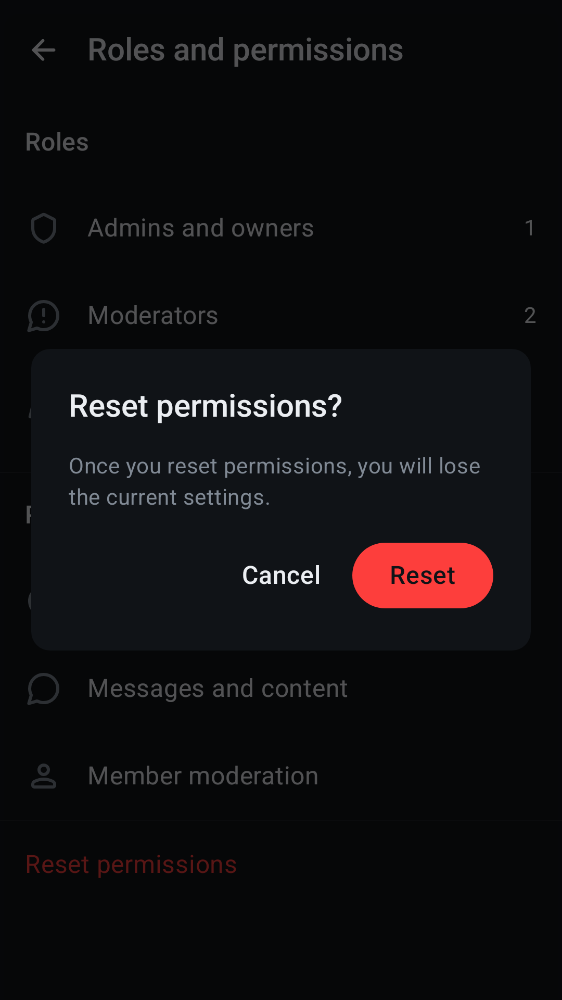 Roles and permissions
Roles
Admins and owners 1
Moderators 2
Reset permissions?
Once you reset permissions, you will lose
the current settings.
Cancel Reset
Messages and content
Member moderation
Reset permissions